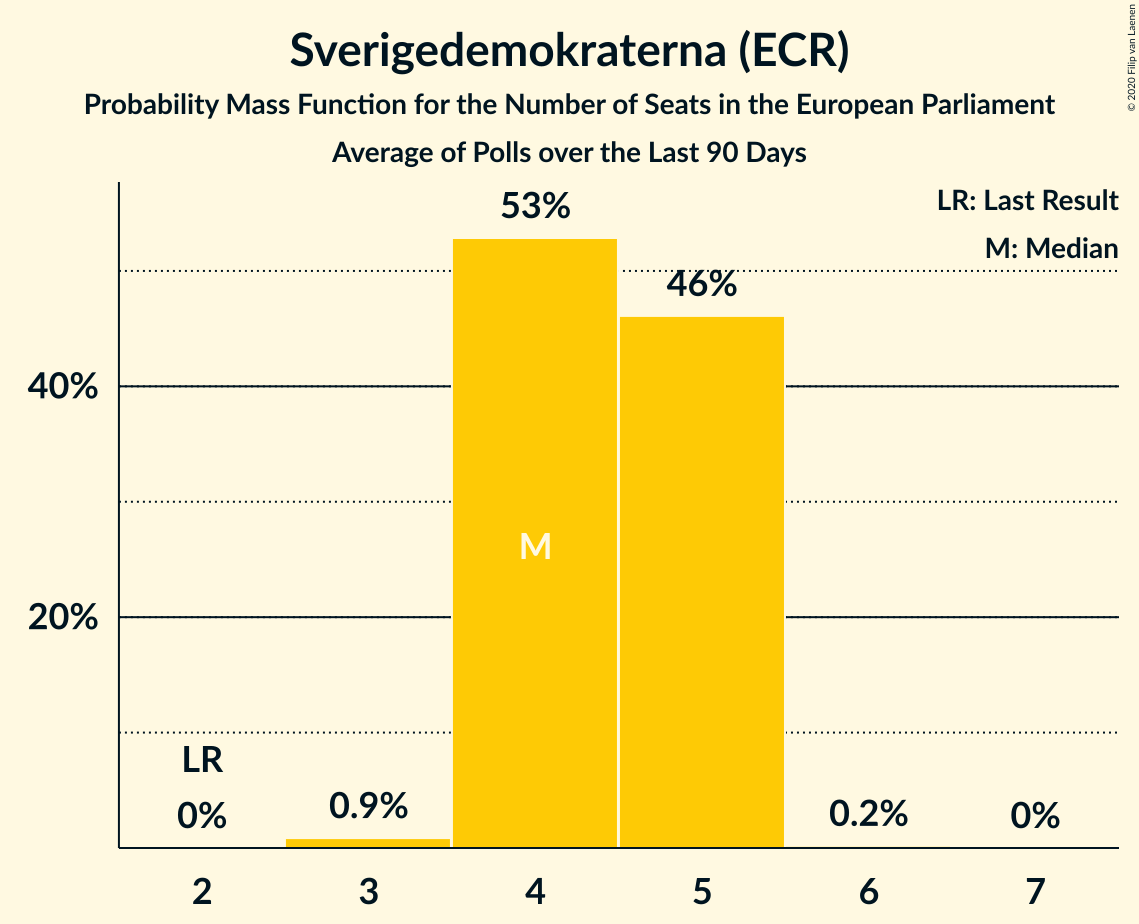 Sverigedemokraterna (ECR)
Probability Mass Function for the Number of Seats in the European Parliament
Average of Polls over the Last 90 Days
© 2020 Filip van Laenen
LR: Last Result
M: Median
53%
46%
40%
M
20%
LR
0%
0.9%
0.2%
0%
2
3
4
5
6
7